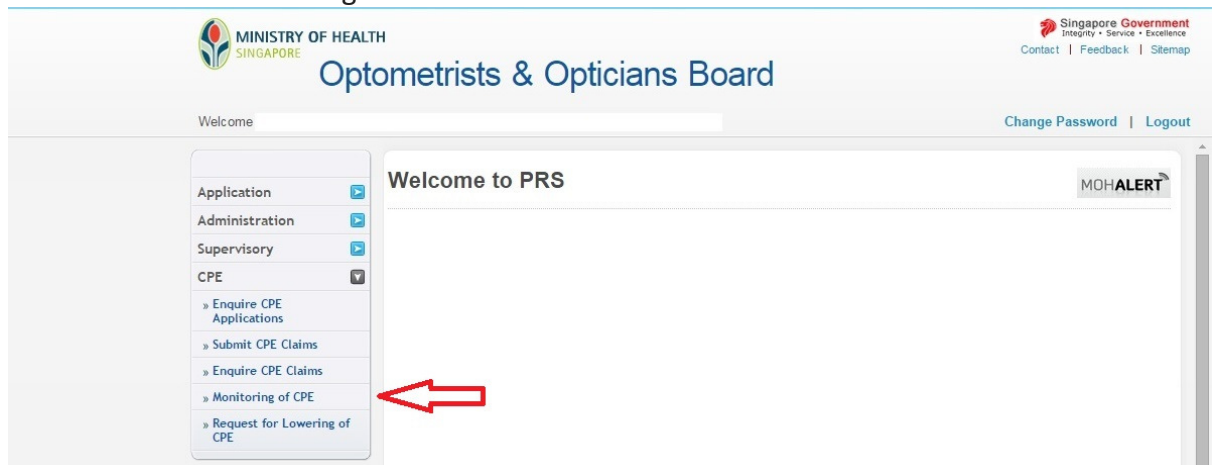 MINISTRY OF HEALTH
SINGAPORE
Singapore Government
Integrity • Service • Excellence
Contact | Feedback | Sitemap
Optometrists & Opticians Board
Welcome
Change Password | Logout
Application
Administration
Supervisory
CPE
» Enquire CPE
Applications
» Submit CPE Claims
» Enquire CPE Claims
» Monitoring of CPE
» Request for Lowering of
CPE
Welcome to PRS
MOHALERT